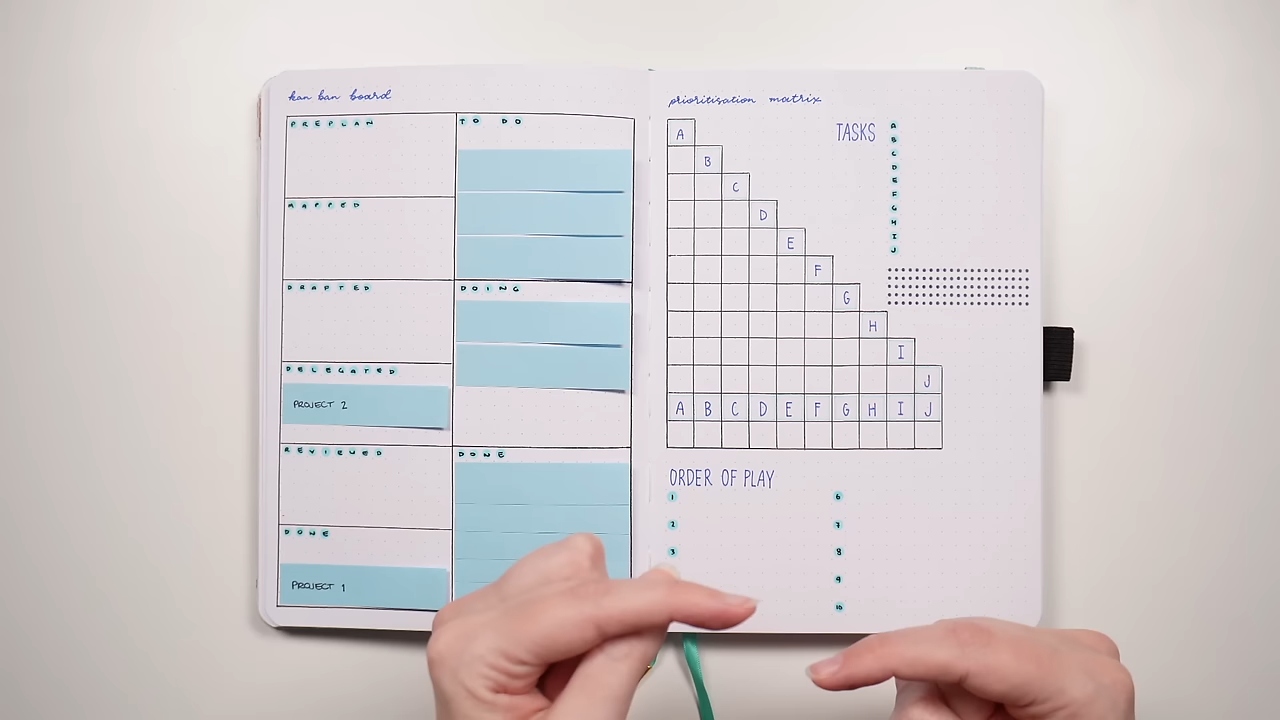 kan ban board
PREPLAN
MAPPED
DRAFTED
DELEGATED
PROJECT 2
REVIEWED
DONE
PROJECT 1
TO DO
DOING
DONE
prioritisation matrix
A
B
C
D
E
F
G
H
I
J
A B C D E F G H I J
TASKS
A
B
C
D
E
F
G
H
I
J
ORDER OF PLAY
1
2
3
6
7
8
9
10